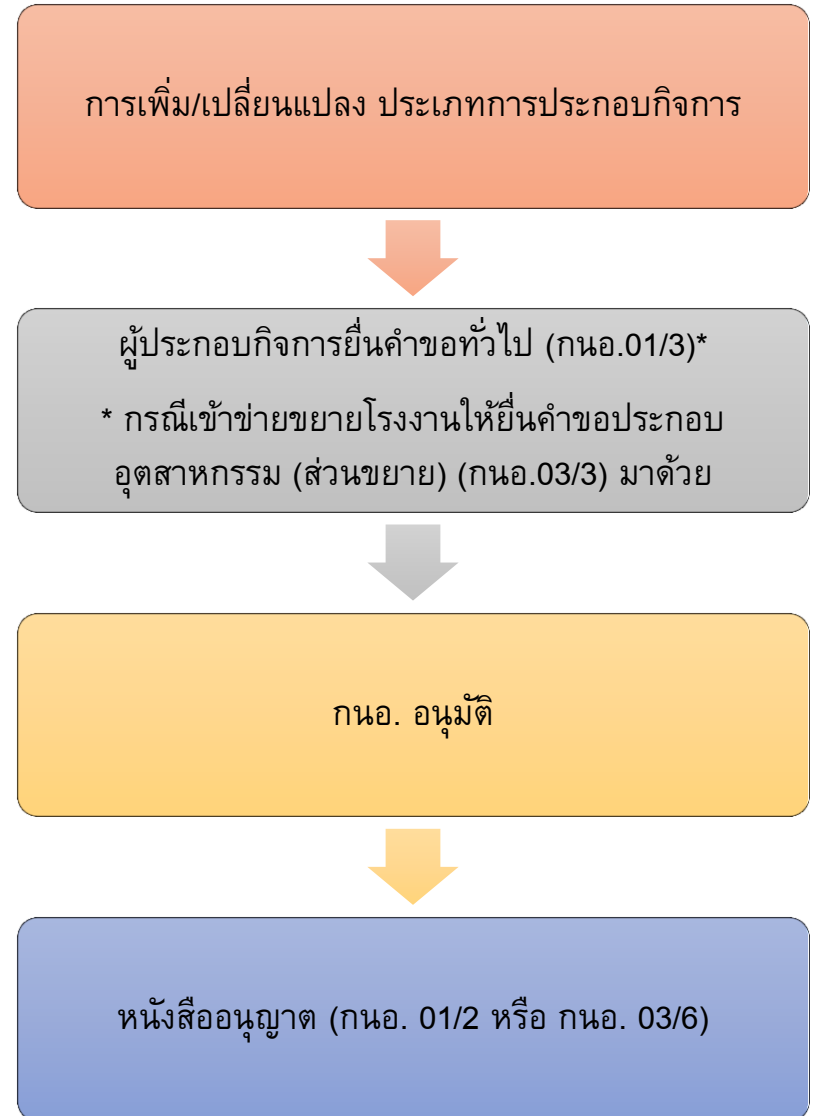 การเพิ่ม/เปลี่ยนแปลง ประเภทการประกอบกิจการ
ผู้ประกอบกิจการยื่นคำขอทั่วไป (กนอ.01/3)*
* กรณีเข้าข่ายขยายโรงงานให้ยื่นคำขอประกอบ
อุตสาหกรรม (ส่วนขยาย) (กนอ.03/3) มาด้วย
กนอ. อนุมัติ
หนังสืออนุญาต (กนอ. 01/2 หรือ กนอ. 03/6)